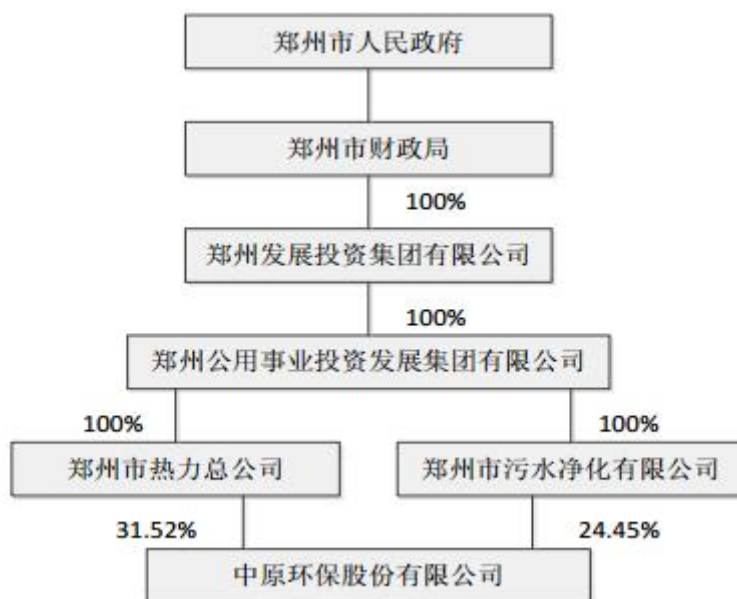 郑州市人民政府
郑州市财政局
100%
郑州发展投资集团有限公司
100%
郑州公用事业投资发展集团有限公司
100%
100%
郑州市热力总公司
郑州市污水净化有限公司
31.52%
24.45%
中原环保股份有限公司